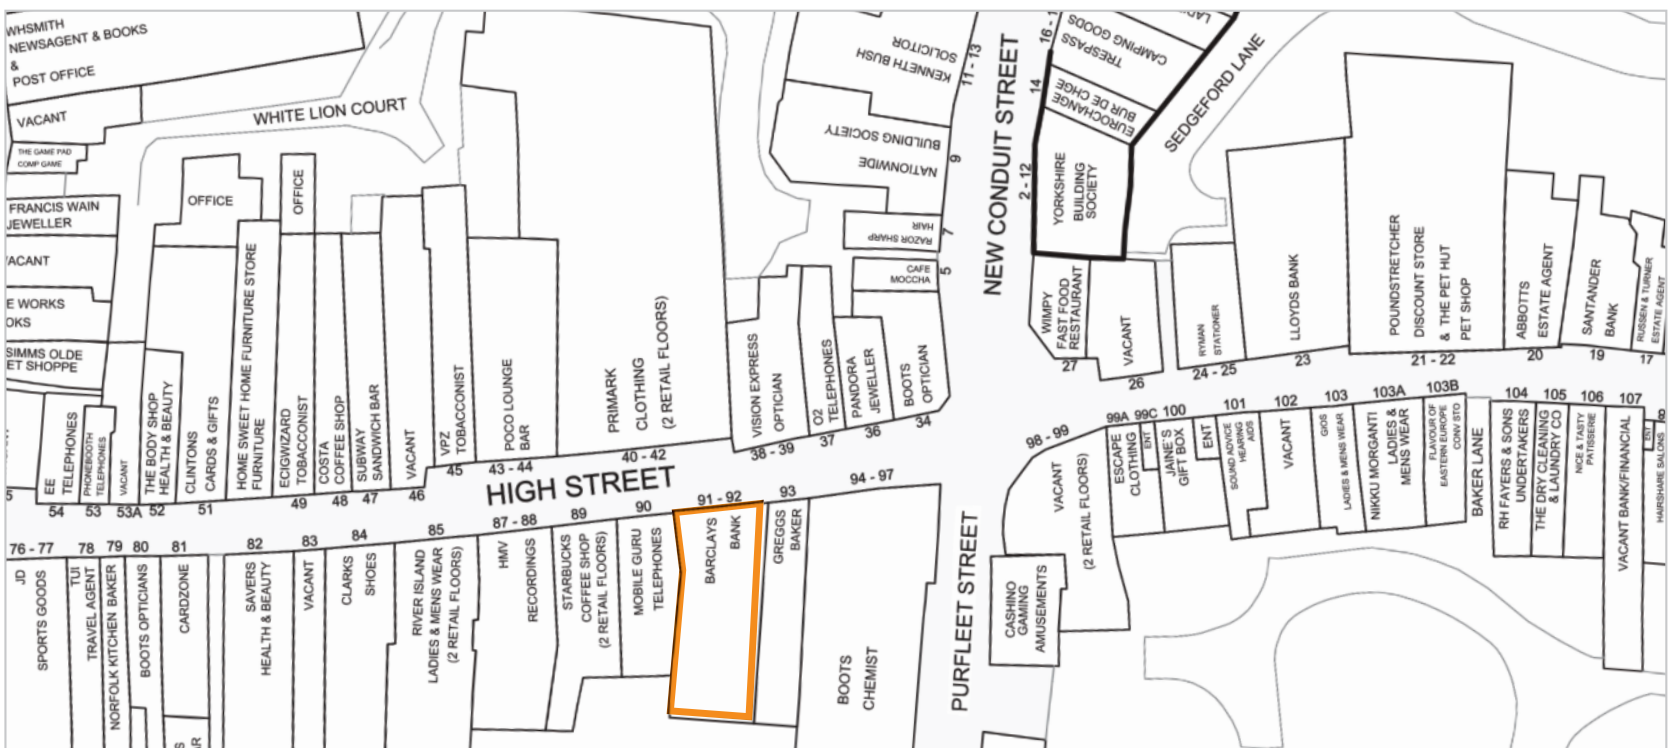 WHSMITH
NEWSAGENT & BOOKS
&
POST OFFICE
VACANT
THE GAME PAD
COMP GAME
FRANCIS WAIN
JEWELLER
ACANT
E WORKS
OKS
SIMMS OLDE
ET SHOPPE
WHITE LION COURT
OFFICE
OFFICE
EE
TELEPHONES
54
PHONEBOOTH
TELEPHONES
53
VACANT
53A
THE BODY SHOP
HEALTH & BEAUTY
52
CLINTONS
CARDS & GIFTS
51
HOME SWEET HOME FURNITURE STORE
FURNITURE
ECIGWIZARD
TOBACCONIST
49
COSTA
COFFEE SHOP
48
SUBWAY
SANDWICH BAR
47
VACANT
46
VPZ
TOBACCONIST
45
POCO LOUNGE
BAR
43 - 44
PRIMARK
CLOTHING
(2 RETAIL FLOORS)
40 - 42
VISION EXPRESS
OPTICIAN
38 - 39
O2
TELEPHONES
37
PANDORA
JEWELLER
36
BOOTS
OPTICIAN
34
KENNETH BUSH
SOLICITOR
11 - 13
NATIONWIDE
BUILDING SOCIETY
9
RAZOR SHARP
HAIR
7
CAFE
MOCCHA
5
NEW CONDUIT STREET
16 - 1
TRESPASS
CAMPING GOODS
14
EUROCHANGE
BUR DE CHGE
2 - 12
YORKSHIRE
BUILDING
SOCIETY
SEDGEFORD LANE
WIMPY
FAST FOOD
RESTAURANT
27
VACANT
26
RYMAN
STATIONER
24 - 25
LLOYDS BANK
23
POUNDSTRETCHER
DISCOUNT STORE
& THE PET HUT
PET SHOP
21 - 22
ABBOTTS
ESTATE AGENT
20
SANTANDER
BANK
19
RUSSEN & TURNER
ESTATE AGENT
17
HIGH STREET
5
76 - 77
JD
SPORTS GOODS
78
TUI
TRAVEL AGENT
79
NORFOLK KITCHEN BAKER
80
BOOTS OPTICIANS
81
CARDZONE
S
AR
82
SAVERS
HEALTH & BEAUTY
83
VACANT
84
CLARKS
SHOES
85
RIVER ISLAND
LADIES & MENS WEAR
(2 RETAIL FLOORS)
87 - 88
HMV
RECORDINGS
89
STARBUCKS
COFFEE SHOP
(2 RETAIL FLOORS)
90
MOBILE GURU
TELEPHONES
91 - 92
BARCLAYS
BANK
93
GREGGS
BAKER
94 - 97
BOOTS
CHEMIST
PURFLEET STREET
98 - 99
VACANT
(2 RETAIL FLOORS)
CASHINO
GAMING
AMUSEMENTS
99A
ESCAPE
CLOTHING
99C
ENT
100
JAINE'S
GIFT BOX
ENT
101
SOUND ADVICE
HEARING
AIDS
102
VACANT
103
GIOS
LADIES & MENS WEAR
103A
NIKKU MORGANTI
LADIES &
MENS WEAR
103B
FLAVOUR OF
EASTERN EUROPE
CONV STO
BAKER LANE
104
RH FAYERS & SONS
UNDERTAKERS
105
THE DRY CLEANING
& LAUNDRY CO
106
NICE & TASTY
PATISSERIE
107
VACANT BANK/FINANCIAL
ENT
HAIRSHARE SALONS